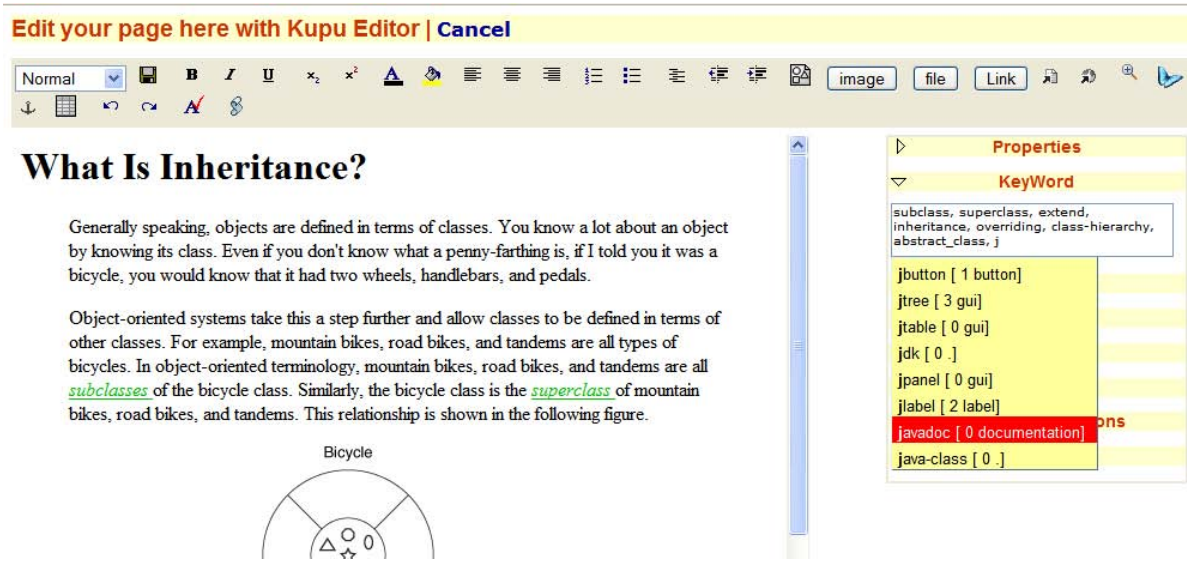 Edit your page here with Kupu Editor | Cancel
Normal B I U x₂ x² A image file Link
What Is Inheritance?
Generally speaking, objects are defined in terms of classes. You know a lot about an object
by knowing its class. Even if you don't know what a penny-farthing is, if I told you it was a
bicycle, you would know that it had two wheels, handlebars, and pedals.
Object-oriented systems take this a step further and allow classes to be defined in terms of
other classes. For example, mountain bikes, road bikes, and tandems are all types of
bicycles. In object-oriented terminology, mountain bikes, road bikes, and tandems are all
subclasses of the bicycle class. Similarly, the bicycle class is the superclass of mountain
bikes, road bikes, and tandems. This relationship is shown in the following figure.
Bicycle
Properties
KeyWord
subclass, superclass, extend,
inheritance, overriding, class-hierarchy,
abstract_class, j
jbutton [ 1 button]
jtree [ 3 gui]
jtable [ 0 gui]
jdk [ 0 .]
jpanel [ 0 gui]
jlabel [ 2 label]
javadoc [ 0 documentation]
ons
java-class [ 0 .]